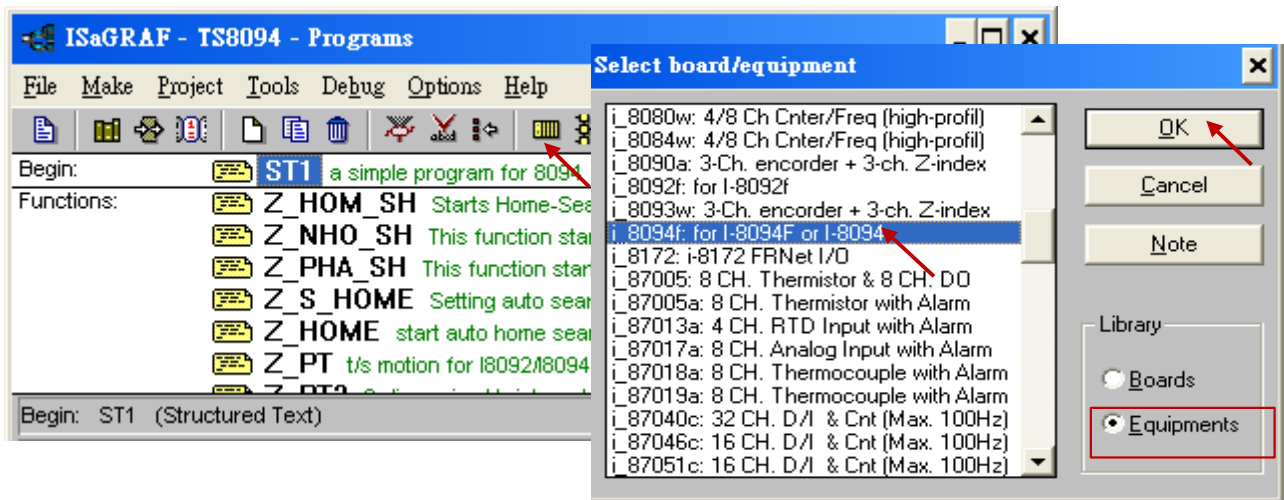 ISaGRAF - TS8094 - Programs
File Make Project Tools Debug Options Help
Begin: ST1 a simple program for 8094
Functions: Z_HOM_SH Starts Home-Sea
Z_NHO_SH This function star
Z_PHA_SH This function star
Z_S_HOME Setting auto sear
Z_HOME start auto home sear
Z_PT t/s motion for I8092/I8094
Begin: ST1 (Structured Text)
Select board/equipment
i_8080w: 4/8 Ch Cnter/Freq (high-profil)
i_8084w: 4/8 Ch Cnter/Freq (high-profil)
i_8090a: 3-Ch. encorder + 3-ch. Z-index
i_8092f: for I-8092f
i_8093w: 3-Ch. encorder + 3-ch. Z-index
i_8094f: for I-8094F or I-8094
i_8172: i-8172 FRNet I/O
i_87005: 8 CH. Thermistor & 8 CH. DO
i_87005a: 8 CH. Thermistor with Alarm
i_87013a: 4 CH. RTD Input with Alarm
i_87017a: 8 CH. Analog Input with Alarm
i_87018a: 8 CH. Thermocouple with Alarm
i_87019a: 8 CH. Thermocouple with Alarm
i_87040c: 32 CH. D/I & Cnt (Max. 100Hz)
i_87046c: 16 CH. D/I & Cnt (Max. 100Hz)
i_87051c: 16 CH. D/I & Cnt (Max. 100Hz)
OK
Cancel
Note
Library
Boards
Equipments